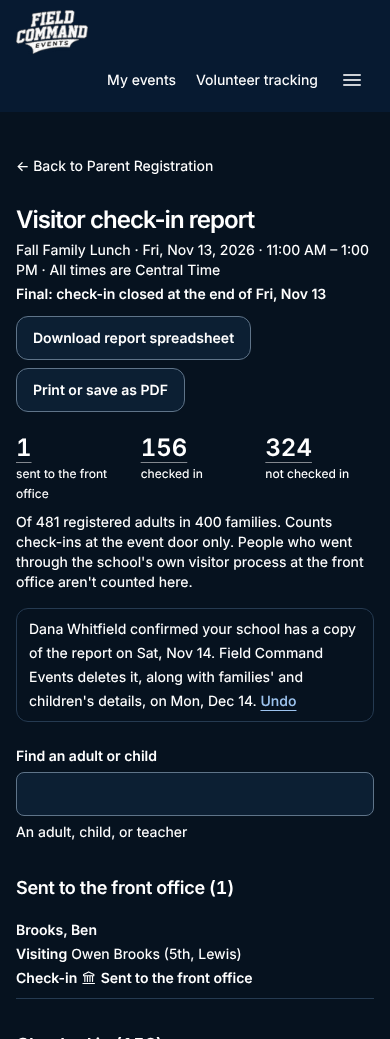 FIELD
COMMAND
EVENTS
My events
Volunteer tracking
← Back to Parent Registration
Visitor check-in report
Fall Family Lunch · Fri, Nov 13, 2026 · 11:00 AM – 1:00
PM · All times are Central Time
Final: check-in closed at the end of Fri, Nov 13
Download report spreadsheet
Print or save as PDF
1
sent to the front
office
156
checked in
324
not checked in
Of 481 registered adults in 400 families. Counts
check-ins at the event door only. People who went
through the school's own visitor process at the front
office aren't counted here.
Dana Whitfield confirmed your school has a copy
of the report on Sat, Nov 14. Field Command
Events deletes it, along with families' and
children's details, on Mon, Dec 14. Undo
Find an adult or child
An adult, child, or teacher
Sent to the front office (1)
Brooks, Ben
Visiting Owen Brooks (5th, Lewis)
Check-in 🏛 Sent to the front office